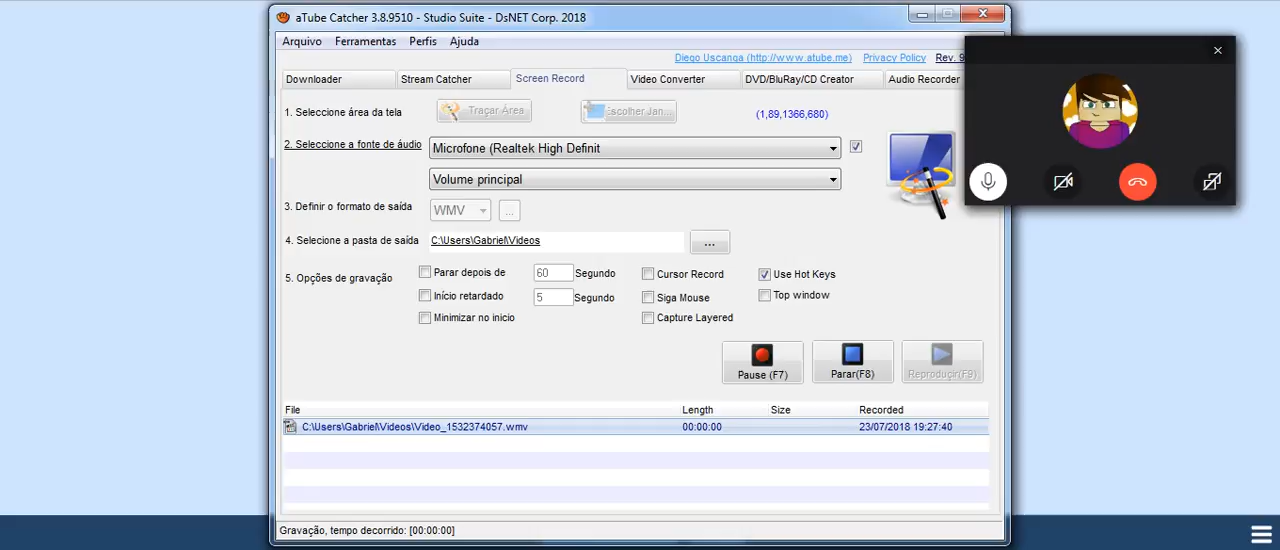 aTube Catcher 3.8.9510 - Studio Suite - DsNET Corp. 2018
Arquivo Ferramentas Perfis Ajuda
Diego Uscanga (http://www.atube.me) Privacy Policy Rev. 9
Downloader Stream Catcher Screen Record Video Converter DVD/BluRay/CD Creator Audio Recorder
1. Seleccione área da tela Traçar Área Escolher Jan... (1,89,1366,680)
2. Seleccione a fonte de áudio Microfone (Realtek High Definit
Volume principal
3. Definir o formato de saída WMV ...
4. Selecione a pasta de saída C:\Users\Gabriel\Videos ...
5. Opções de gravação Parar depois de 60 Segundo Cursor Record Use Hot Keys
Início retardado 5 Segundo Siga Mouse Top window
Minimizar no inicio Capture Layered
Pause (F7) Parar(F8) Reproducir(F9)
File Length Size Recorded
C:\Users\Gabriel\Videos\Video_1532374057.wmv 00:00:00 23/07/2018 19:27:40
Gravação, tempo decorrido: [00:00:00]